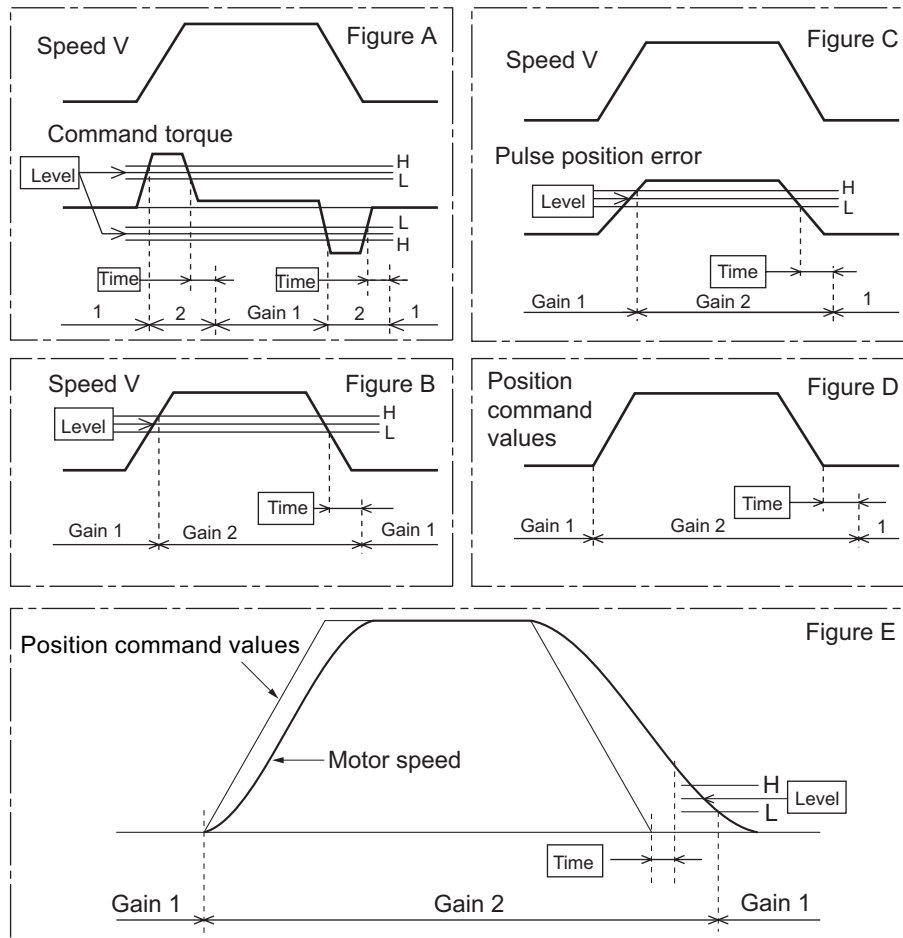 Figure A
Speed V
Command torque
H
Level
L
L
H
Time
Time
1
2
Gain 1
2
1
Figure C
Speed V
Pulse position error
H
Level
L
Time
Gain 1
Gain 2
1
Speed V
Figure B
H
Level
L
Time
Gain 1
Gain 2
Gain 1
Position
command
values
Figure D
Time
Gain 1
Gain 2
1
Figure E
Position command values
Motor speed
H
Level
L
Time
Gain 1
Gain 2
Gain 1